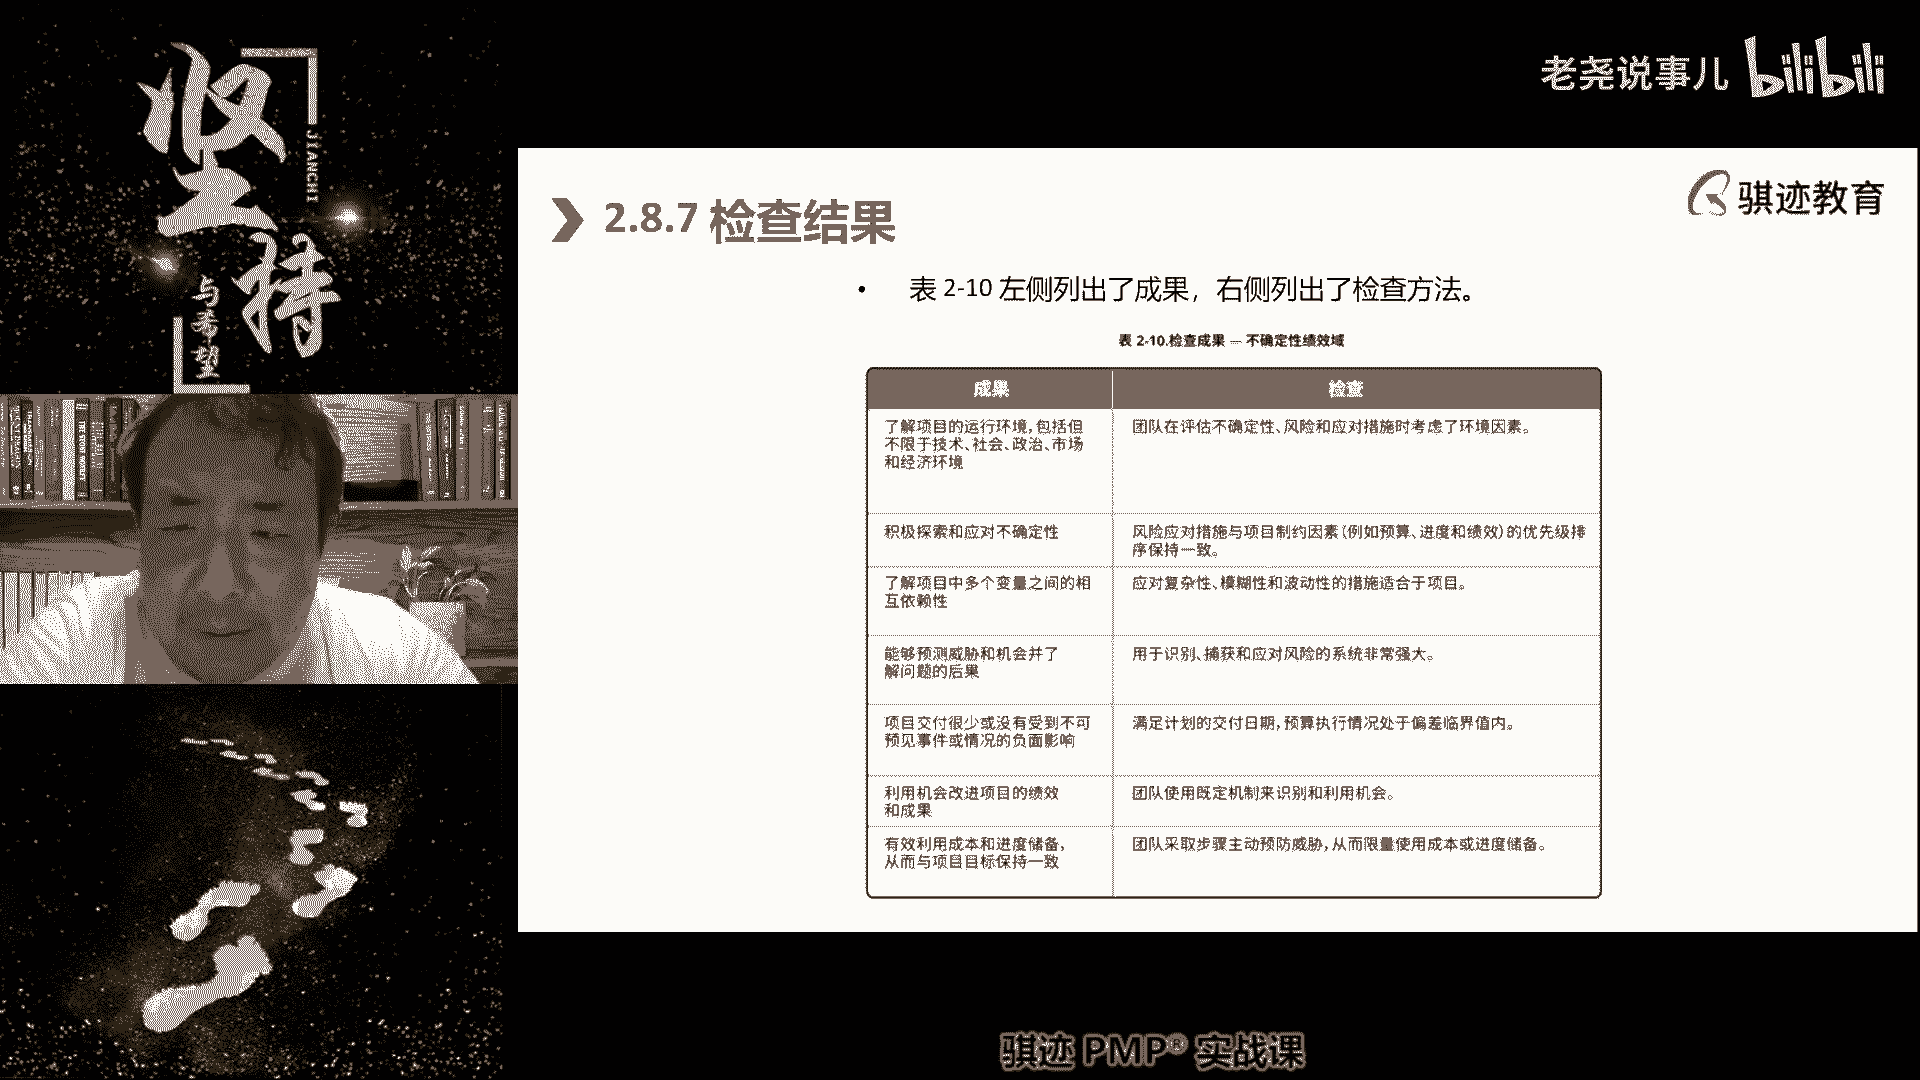 坚
JIANCHI
持
与希望
老尧说事儿 bilibili
骐迹教育
2.8.7 检查结果
• 表 2-10 左侧列出了成果，右侧列出了检查方法。
表 2-10.检查成果 — 不确定性绩效域
成果
检查
了解项目的运行环境，包括但
不限于技术、社会、政治、市场
和经济环境
团队在评估不确定性、风险和应对措施时考虑了环境因素。
积极探索和应对不确定性
风险应对措施与项目制约因素（例如预算、进度和绩效）的优先级排
序保持一致。
了解项目中多个变量之间的相
互依赖性
应对复杂性、模糊性和波动性的措施适合于项目。
能够预测威胁和机会并了
解问题的后果
用于识别、捕获和应对风险的系统非常强大。
项目交付很少或没有受到不可
预见事件或情况的负面影响
满足计划的交付日期，预算执行情况处于偏差临界值内。
利用机会改进项目的绩效
和成果
团队使用既定机制来识别和利用机会。
有效利用成本和进度储备，
从而与项目目标保持一致
团队采取步骤主动预防威胁，从而限量使用成本或进度储备。
骐迹 PMP® 实战课